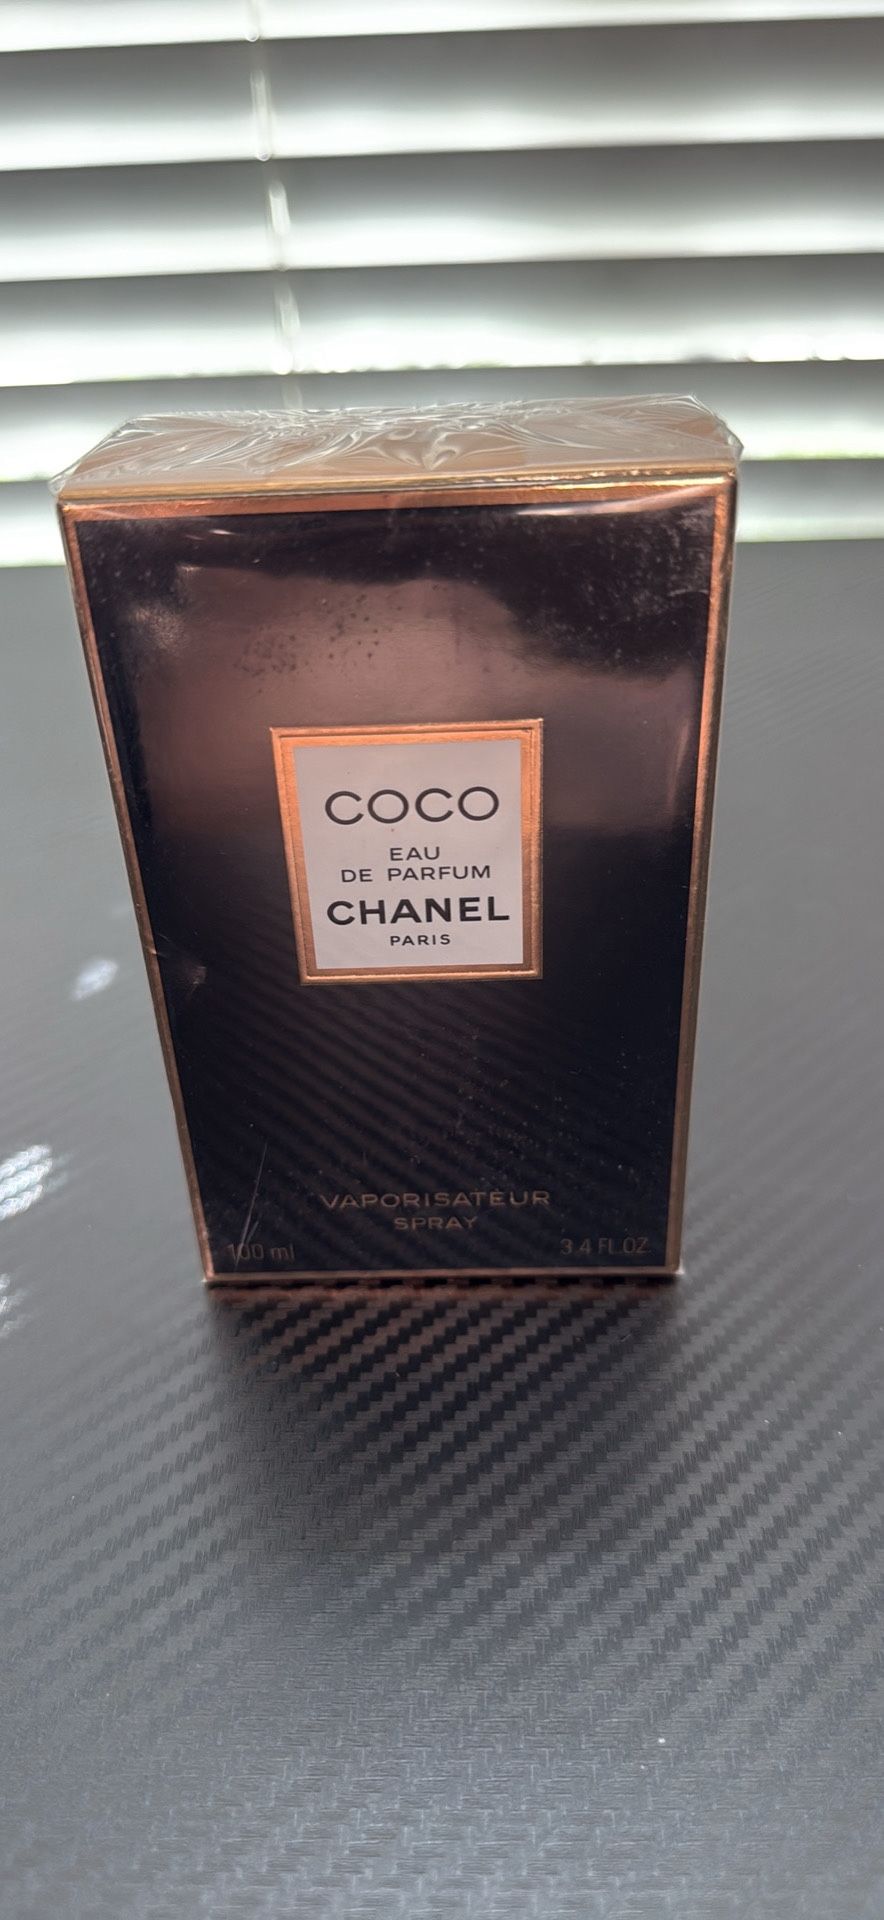 COCO
EAU
DE PARFUM
CHANEL
PARIS
VAPORISATEUR
SPRAY
100 ml 3.4 FL.OZ.